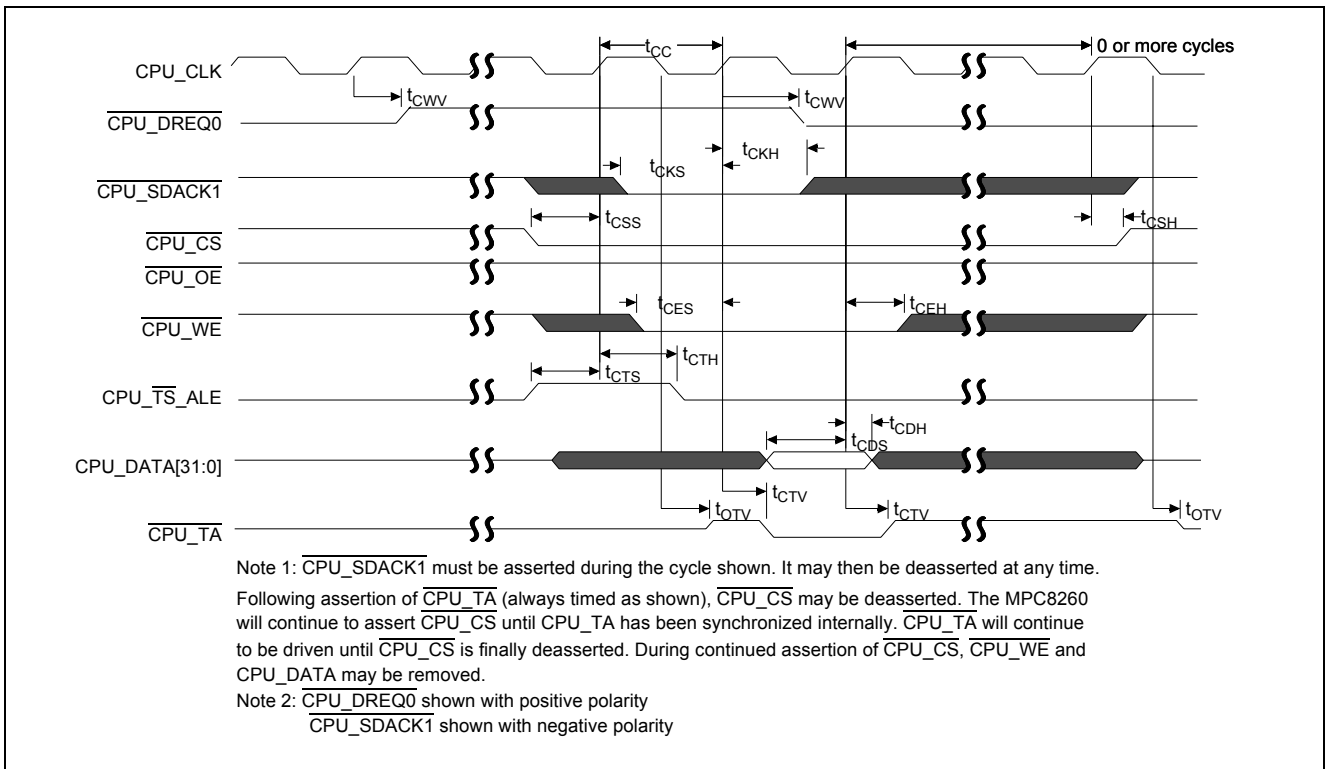 tCC
0 or more cycles
CPU_CLK
tCWV
tCWV
CPU_DREQ0
tCKH
tCKS
CPU_SDACK1
tCSS
tCSH
CPU_CS
CPU_OE
tCES
tCEH
CPU_WE
tCTH
tCTS
CPU_TS_ALE
tCDH
tCDS
CPU_DATA[31:0]
tCTV
tOTV
tCTV
tOTV
CPU_TA
Note 1: CPU_SDACK1 must be asserted during the cycle shown. It may then be deasserted at any time.
Following assertion of CPU_TA (always timed as shown), CPU_CS may be deasserted. The MPC8260
will continue to assert CPU_CS until CPU_TA has been synchronized internally. CPU_TA will continue
to be driven until CPU_CS is finally deasserted. During continued assertion of CPU_CS, CPU_WE and
CPU_DATA may be removed.
Note 2: CPU_DREQ0 shown with positive polarity
CPU_SDACK1 shown with negative polarity